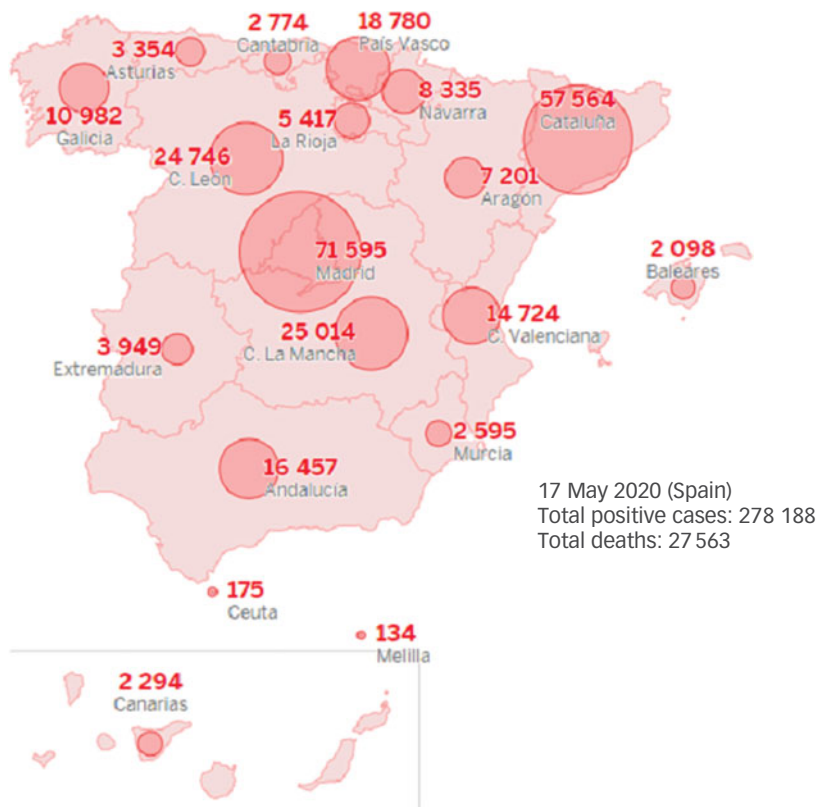 2 774
Cantabria
18 780
País Vasco
3 354
Asturias
8 335
Navarra
57 564
Cataluña
10 982
Galicia
5 417
La Rioja
24 746
C. León
7 201
Aragón
71 595
Madrid
2 098
Baleares
14 724
C. Valenciana
25 014
C. La Mancha
3 949
Extremadura
2 595
Murcia
16 457
Andalucía
17 May 2020 (Spain)
Total positive cases: 278 188
Total deaths: 27 563
175
Ceuta
134
Melilla
2 294
Canarias